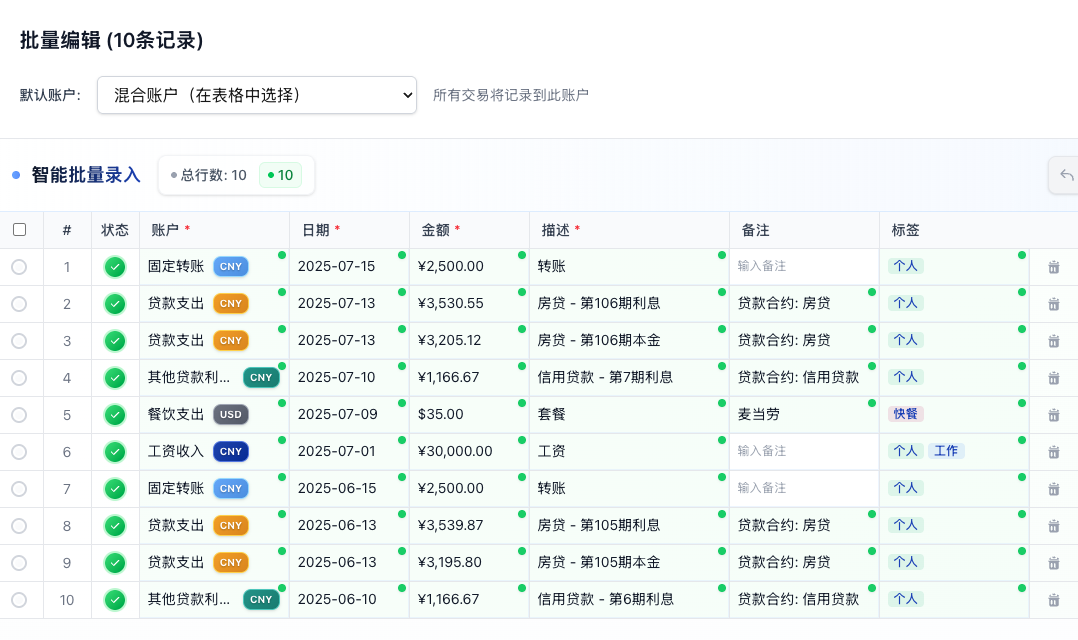 批量编辑 (10条记录)
默认账户: 混合账户（在表格中选择） 所有交易将记录到此账户
智能批量录入 总行数: 10 10
# 状态 账户 * 日期 * 金额 * 描述 * 备注 标签
1 固定转账 CNY 2025-07-15 ¥2,500.00 转账 输入备注 个人
2 贷款支出 CNY 2025-07-13 ¥3,530.55 房贷 - 第106期利息 贷款合约: 房贷 个人
3 贷款支出 CNY 2025-07-13 ¥3,205.12 房贷 - 第106期本金 贷款合约: 房贷 个人
4 其他贷款利... CNY 2025-07-10 ¥1,166.67 信用贷款 - 第7期利息 贷款合约: 信用贷款 个人
5 餐饮支出 USD 2025-07-09 $35.00 套餐 麦当劳 快餐
6 工资收入 CNY 2025-07-01 ¥30,000.00 工资 输入备注 个人 工作
7 固定转账 CNY 2025-06-15 ¥2,500.00 转账 输入备注 个人
8 贷款支出 CNY 2025-06-13 ¥3,539.87 房贷 - 第105期利息 贷款合约: 房贷 个人
9 贷款支出 CNY 2025-06-13 ¥3,195.80 房贷 - 第105期本金 贷款合约: 房贷 个人
10 其他贷款利... CNY 2025-06-10 ¥1,166.67 信用贷款 - 第6期利息 贷款合约: 信用贷款 个人